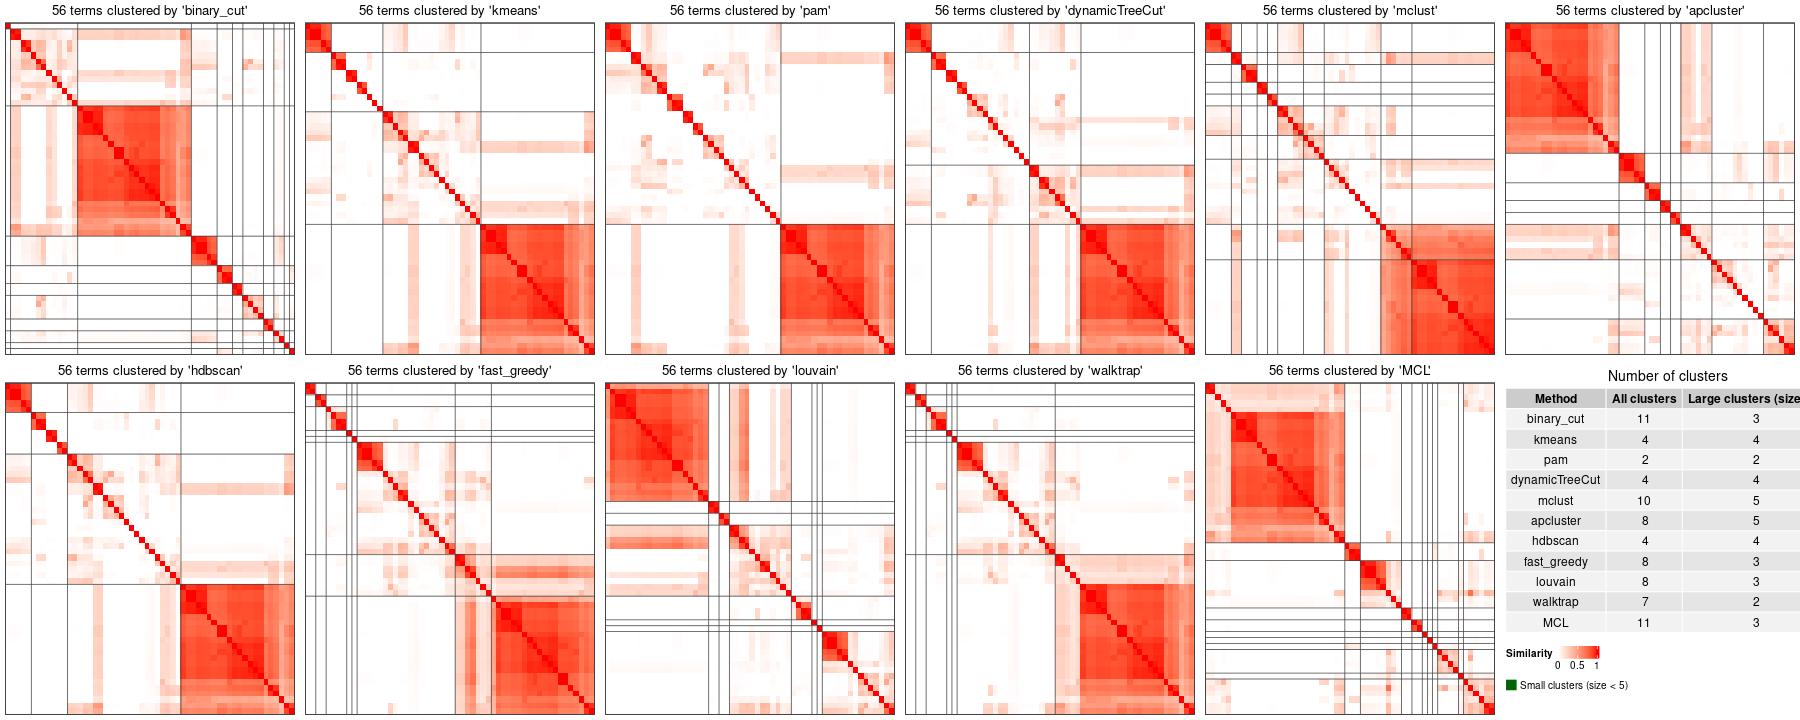 56 terms clustered by 'binary_cut'
56 terms clustered by 'kmeans'
56 terms clustered by 'pam'
56 terms clustered by 'dynamicTreeCut'
56 terms clustered by 'mclust'
56 terms clustered by 'apcluster'
56 terms clustered by 'hdbscan'
56 terms clustered by 'fast_greedy'
56 terms clustered by 'louvain'
56 terms clustered by 'walktrap'
56 terms clustered by 'MCL'
Number of clusters
Method All clusters Large clusters (size
binary_cut 11 3
kmeans 4 4
pam 2 2
dynamicTreeCut 4 4
mclust 10 5
apcluster 8 5
hdbscan 4 4
fast_greedy 8 3
louvain 8 3
walktrap 7 2
MCL 11 3
Similarity
0 0.5 1
Small clusters (size < 5)